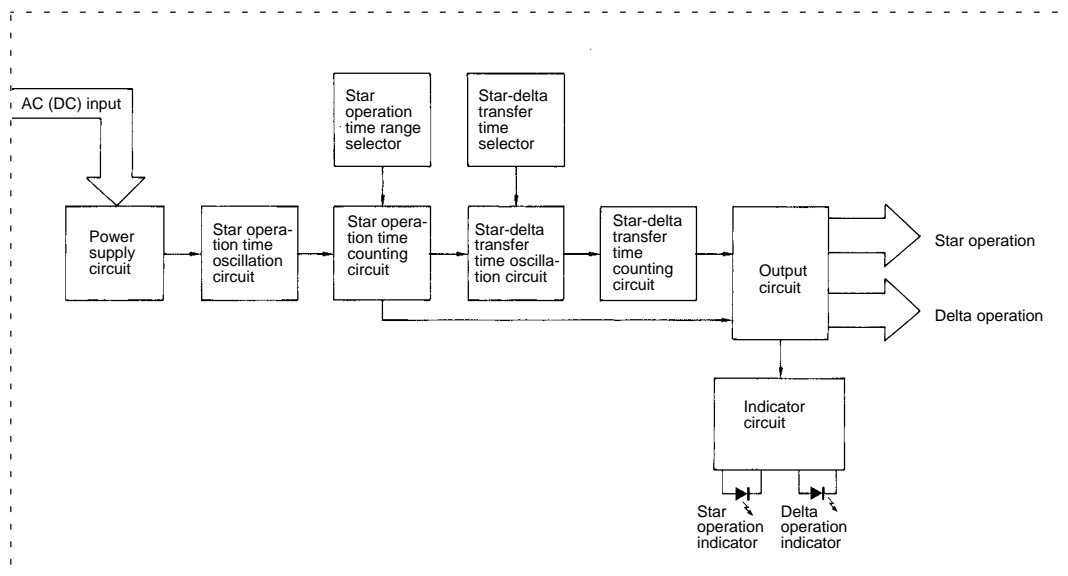 AC (DC) input
Star
operation
time range
selector
Star-delta
transfer
time
selector
Power
supply
circuit
Star opera-
tion time
oscillation
circuit
Star opera-
tion time
counting
circuit
Star-delta
transfer
time oscilla-
tion circuit
Star-delta
transfer
time
counting
circuit
Output
circuit
Star operation
Delta operation
Indicator
circuit
Star
operation
indicator
Delta
operation
indicator